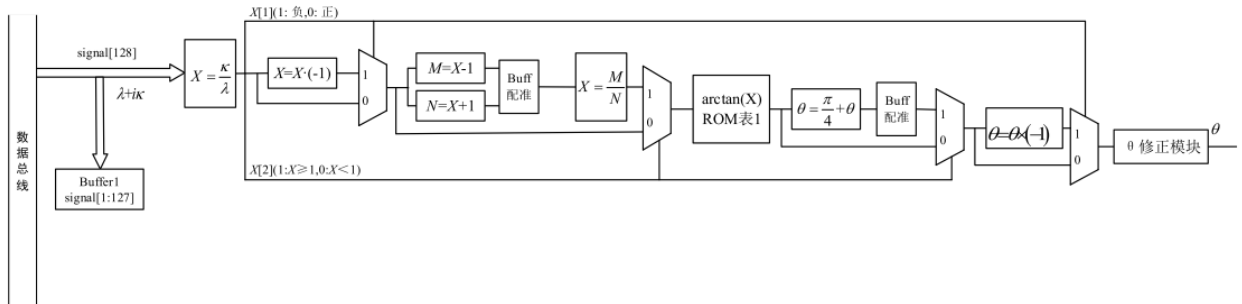 数据总线
signal[128]
λ+iκ
Buffer1
signal[1:127]
X = κ/λ
X[1](1: 负,0: 正)
X=X·(-1)
1
0
M=X-1
N=X+1
Buff
配准
X = M/N
1
0
X[2](1:X≥1,0:X<1)
arctan(X)
ROM表1
θ = π/4 + θ
Buff
配准
1
0
θ=θ×(-1)
1
0
θ 修正模块
θ